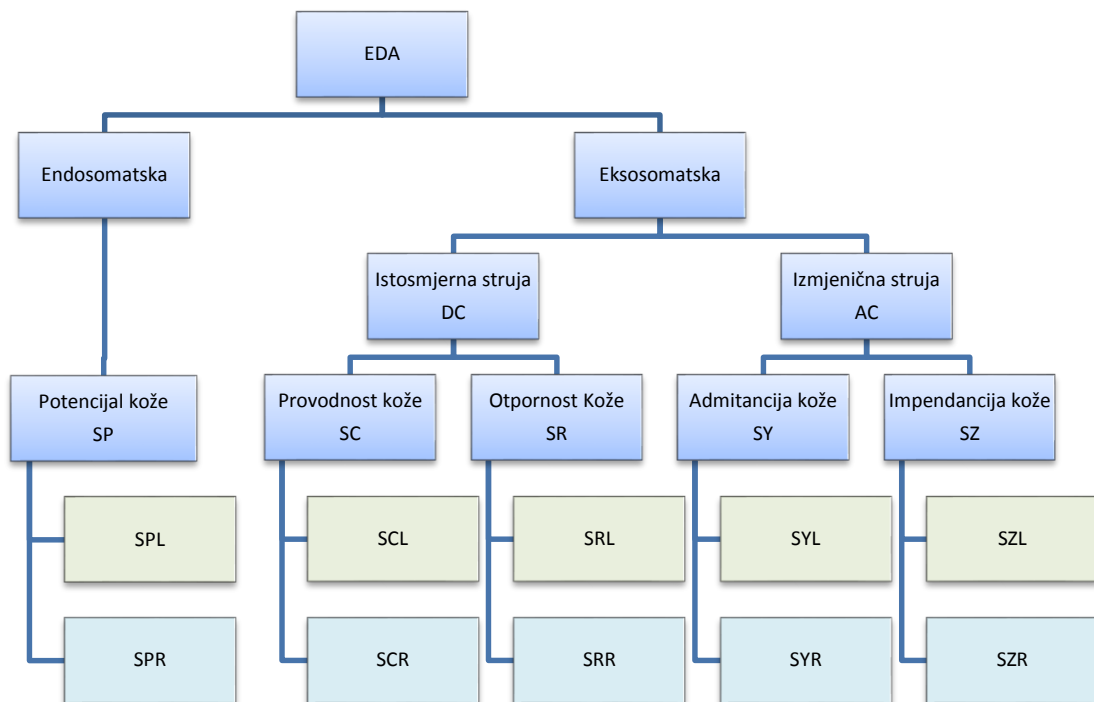 EDA
Endosomatska
Eksosomatska
Istosmjerna struja
DC
Izmjenična struja
AC
Potencijal kože
SP
Provodnost kože
SC
Otpornost Kože
SR
Admitancija kože
SY
Impendancija kože
SZ
SPL
SCL
SRL
SYL
SZL
SPR
SCR
SRR
SYR
SZR